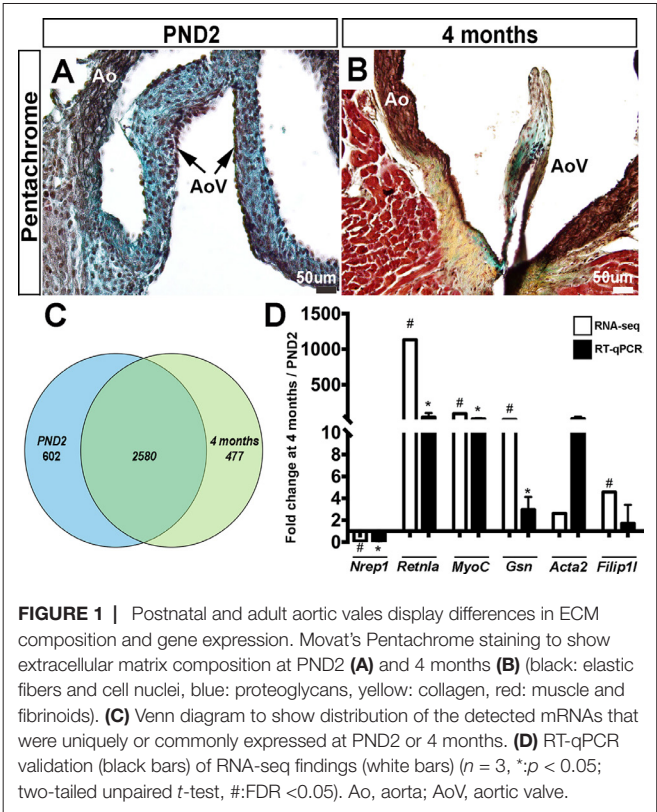 PND2
4 months
Pentachrome
A
Ao
AoV
50um
B
Ao
AoV
50um
C
PND2
602
2580
4 months
477
D
Fold change at 4 months / PND2
1500
1000
500
10
8
6
4
2
0
RNA-seq
RT-qPCR
# * # * # * # * #
Nrep1 Retnla MyoC Gsn Acta2 Filip1l
FIGURE 1 | Postnatal and adult aortic vales display differences in ECM
composition and gene expression. Movat's Pentachrome staining to show
extracellular matrix composition at PND2 (A) and 4 months (B) (black: elastic
fibers and cell nuclei, blue: proteoglycans, yellow: collagen, red: muscle and
fibrinoids). (C) Venn diagram to show distribution of the detected mRNAs that
were uniquely or commonly expressed at PND2 or 4 months. (D) RT-qPCR
validation (black bars) of RNA-seq findings (white bars) (n = 3, *:p < 0.05;
two-tailed unpaired t-test, #:FDR <0.05). Ao, aorta; AoV, aortic valve.